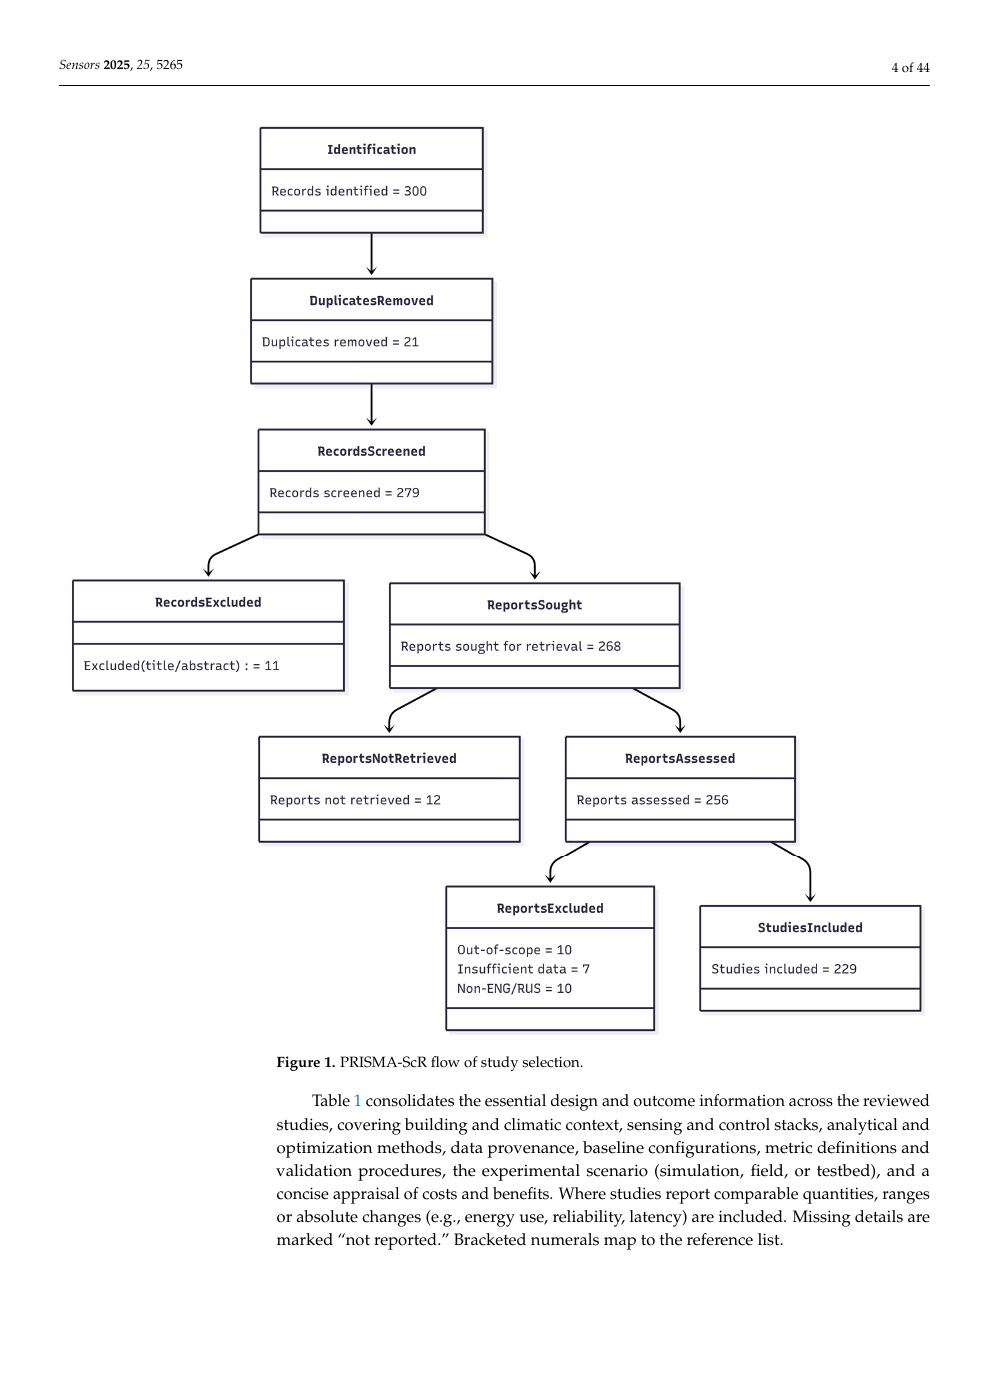 Sensors 2025, 25, 5265
4 of 44
Identification
Records identified = 300
DuplicatesRemoved
Duplicates removed = 21
RecordsScreened
Records screened = 279
RecordsExcluded
Excluded(title/abstract) : = 11
ReportsSought
Reports sought for retrieval = 268
ReportsNotRetrieved
Reports not retrieved = 12
ReportsAssessed
Reports assessed = 256
ReportsExcluded
Out-of-scope = 10
Insufficient data = 7
Non-ENG/RUS = 10
StudiesIncluded
Studies included = 229
Figure 1. PRISMA-ScR flow of study selection.
Table 1 consolidates the essential design and outcome information across the reviewed
studies, covering building and climatic context, sensing and control stacks, analytical and
optimization methods, data provenance, baseline configurations, metric definitions and
validation procedures, the experimental scenario (simulation, field, or testbed), and a
concise appraisal of costs and benefits. Where studies report comparable quantities, ranges
or absolute changes (e.g., energy use, reliability, latency) are included. Missing details are
marked “not reported.” Bracketed numerals map to the reference list.